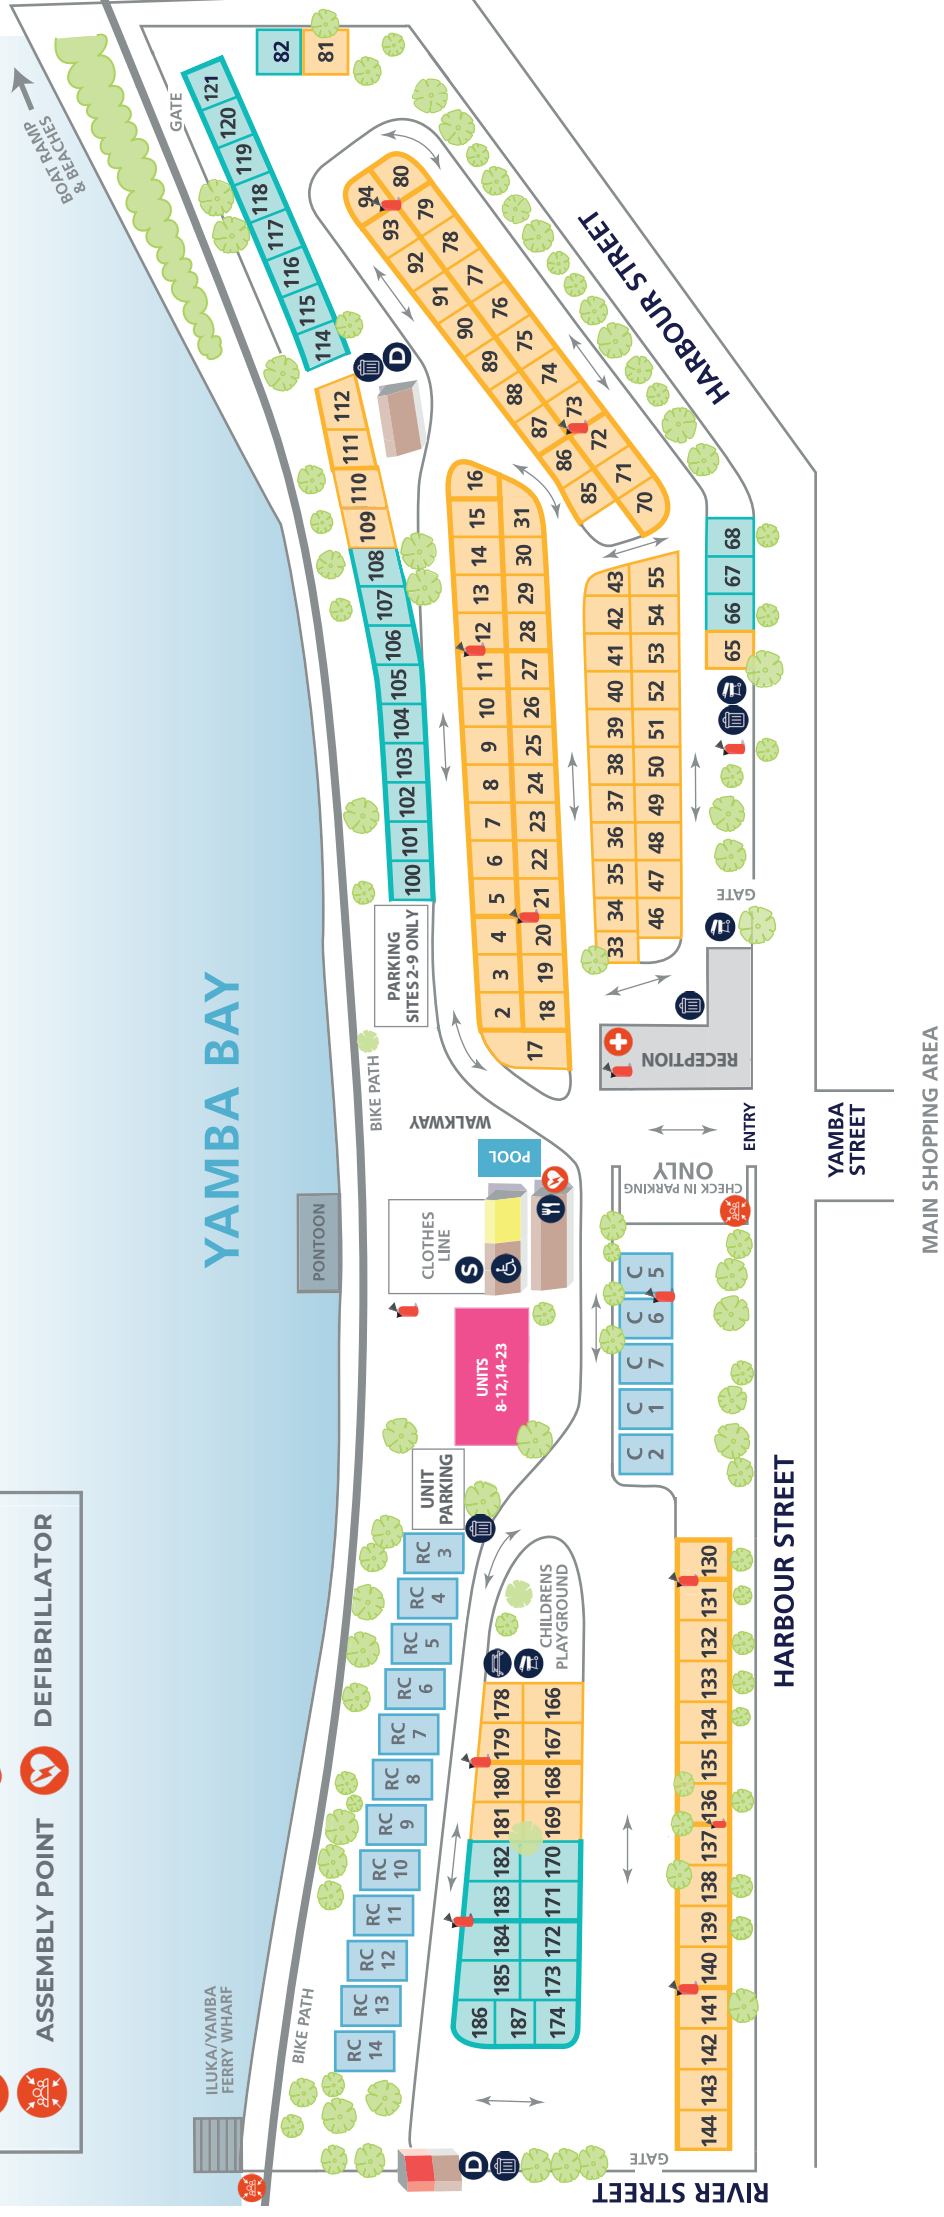 BOAT RAMP
& BEACHES
GATE
82
81
121
120
119
118
117
116
115
114
D
112
111
110
109
108
107
106
105
104
103
102
101
100
94
80
93
79
92
78
91
77
90
76
89
75
88
74
87
73
86
72
85
71
70
HARBOUR STREET
16
15
31
14
30
13
29
12
28
11
27
10
26
9
25
8
24
7
23
6
22
5
21
4
20
3
19
2
18
17
43
55
42
54
41
53
40
52
39
51
38
50
37
49
36
48
35
47
34
46
33
68
67
66
65
GATE
PARKING
SITES 2-9 ONLY
YAMBA BAY
BIKE PATH
WALKWAY
RECEPTION
ENTRY
YAMBA
STREET
MAIN SHOPPING AREA
POOL
PONTOON
CLOTHES
LINE
S
CHECK IN PARKING
ONLY
C
5
C
6
C
7
C
1
C
2
UNITS
8-12,14-23
UNIT
PARKING
HARBOUR STREET
RC
3
RC
4
RC
5
RC
6
RC
7
RC
8
RC
9
RC
10
RC
11
RC
12
RC
13
RC
14
CHILDRENS
PLAYGROUND
178
166
179
167
180
168
181
169
182
170
183
171
184
172
185
173
186
187
174
130
131
132
133
134
135
136
137
138
139
140
141
142
143
144
ILUKA/YAMBA
FERRY WHARF
BIKE PATH
D
GATE
RIVER STREET
ASSEMBLY POINT
DEFIBRILLATOR